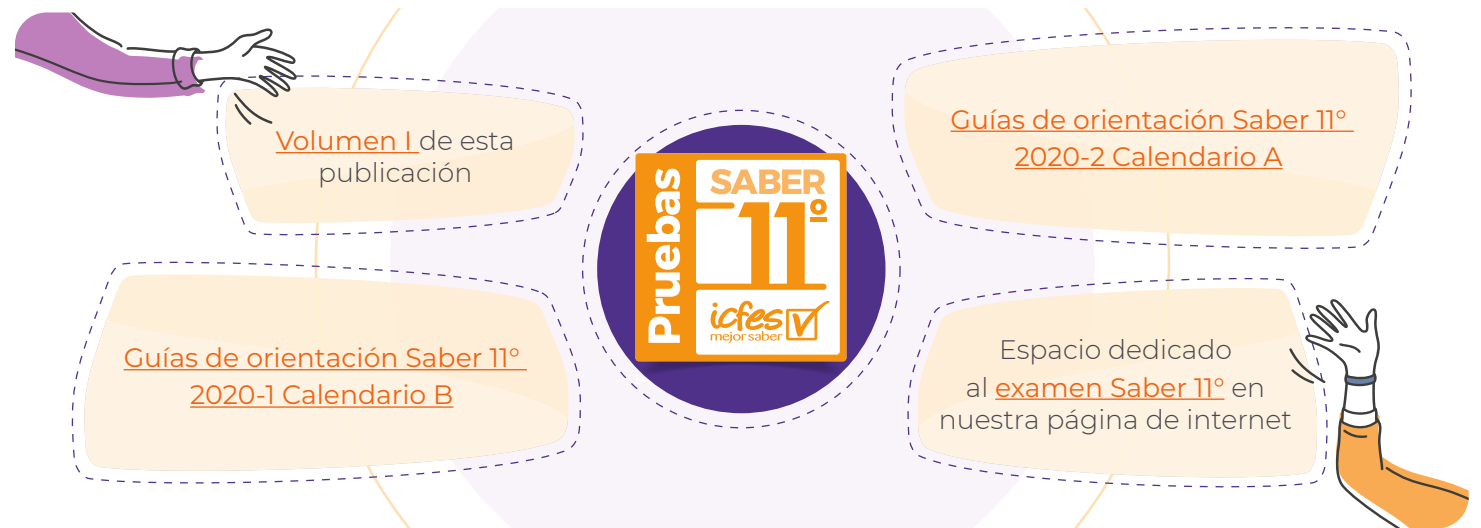 Volumen I de esta
publicación
Guías de orientación Saber 11°
2020-1 Calendario B
Pruebas
SABER
11º
icfes
mejor saber
Guías de orientación Saber 11°
2020-2 Calendario A
Espacio dedicado
al examen Saber 11° en
nuestra página de internet